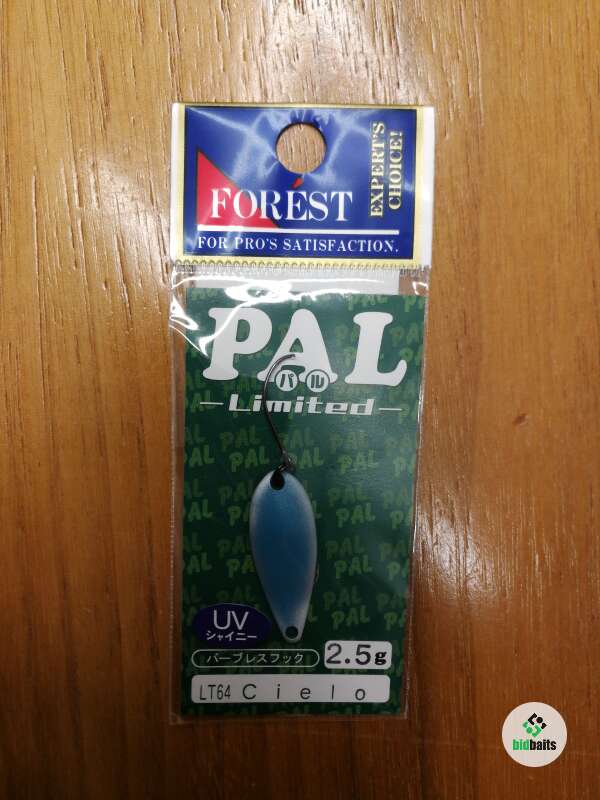 FORÉST
FOR PRO'S SATISFACTION.
EXPERT'S
CHOICE!
PAL
パル
Limited
UV
シャイニー
バーブレスフック
2.5g
LT64 Cielo
bidbaits